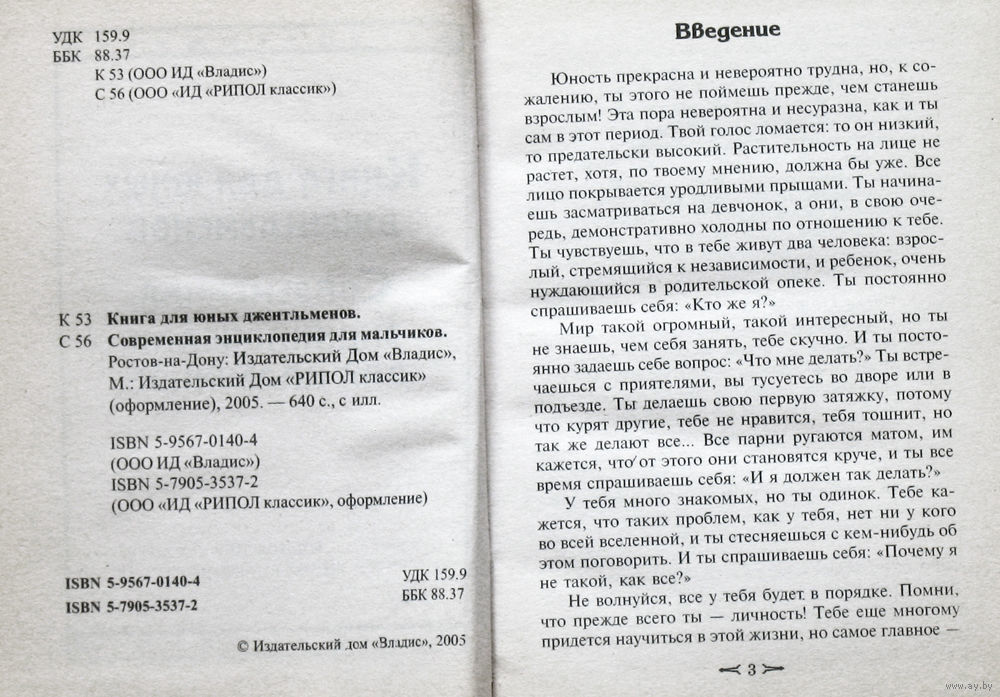 УДК 159.9
ББК 88.37
К 53 (ООО ИД «Владис»)
С 56 (ООО «ИД «РИПОЛ классик»)
К 53 Книга для юных джентльменов.
С 56 Современная энциклопедия для мальчиков.
Ростов-на-Дону: Издательский Дом «Владис»,
М.: Издательский Дом «РИПОЛ классик»
(оформление), 2005. — 640 с., с илл.
ISBN 5-9567-0140-4
(ООО ИД «Владис»)
ISBN 5-7905-3537-2
(ООО «ИД «РИПОЛ классик», оформление)
ISBN 5-9567-0140-4
ISBN 5-7905-3537-2
УДК 159.9
ББК 88.37
© Издательский дом «Владис», 2005
Введение
Юность прекрасна и невероятно трудна, но, к со-
жалению, ты этого не поймешь прежде, чем станешь
взрослым! Эта пора невероятна и несуразна, как и ты
сам в этот период. Твой голос ломается: то он низкий,
то предательски высокий. Растительность на лице не
растет, хотя, по твоему мнению, должна бы уже. Все
лицо покрывается уродливыми прыщами. Ты начина-
ешь засматриваться на девчонок, а они, в свою оче-
редь, демонстративно холодны по отношению к тебе.
Ты чувствуешь, что в тебе живут два человека: взрос-
лый, стремящийся к независимости, и ребенок, очень
нуждающийся в родительской опеке. Ты постоянно
спрашиваешь себя: «Кто же я?»
Мир такой огромный, такой интересный, но ты
не знаешь, чем себя занять, тебе скучно. И ты посто-
янно задаешь себе вопрос: «Что мне делать?» Ты встре-
чаешься с приятелями, вы тусуетесь во дворе или в
подъезде. Ты делаешь свою первую затяжку, потому
что курят другие, тебе не нравится, тебя тошнит, но
так же делают все... Все парни ругаются матом, им
кажется, что от этого они становятся круче, и ты все
время спрашиваешь себя: «И я должен так делать?»
У тебя много знакомых, но ты одинок. Тебе ка-
жется, что таких проблем, как у тебя, нет ни у кого
во всей вселенной, и ты стесняешься с кем-нибудь об
этом поговорить. И ты спрашиваешь себя: «Почему я
не такой, как все?»
Не волнуйся, все у тебя будет в порядке. Помни,
что прежде всего ты — личность! Тебе еще многому
придется научиться в этой жизни, но самое главное —
3
www.ay.by